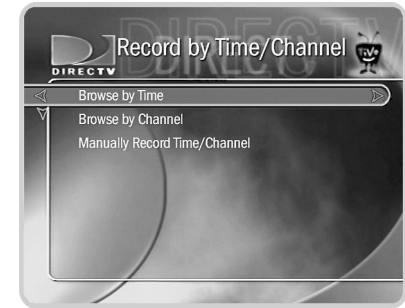 DIRECTV
Record by Time/Channel
TiVo
DIRECTV
Browse by Time
Browse by Channel
Manually Record Time/Channel